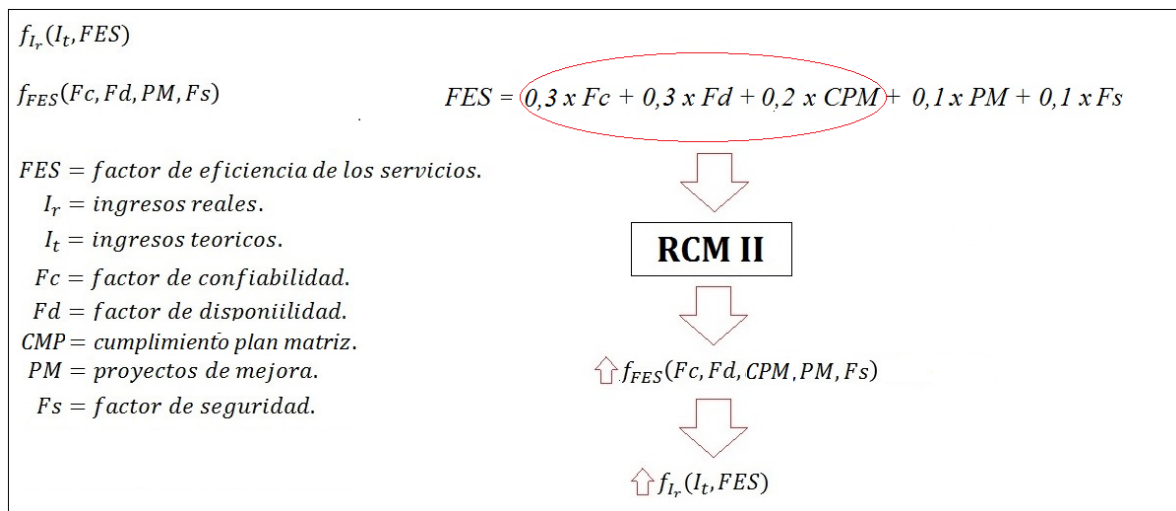 f_{I_r}(I_t, FES)
f_{FES}(Fc, Fd, PM, Fs)
FES = 0,3 x Fc + 0,3 x Fd + 0,2 x CPM + 0,1 x PM + 0,1 x Fs
FES = factor de eficiencia de los servicios.
I_r = ingresos reales.
I_t = ingresos teoricos.
Fc = factor de confiabilidad.
Fd = factor de disponiilidad.
CMP = cumplimiento plan matriz.
PM = proyectos de mejora.
Fs = factor de seguridad.
RCM II
f_{FES}(Fc, Fd, CPM, PM, Fs)
f_{I_r}(I_t, FES)